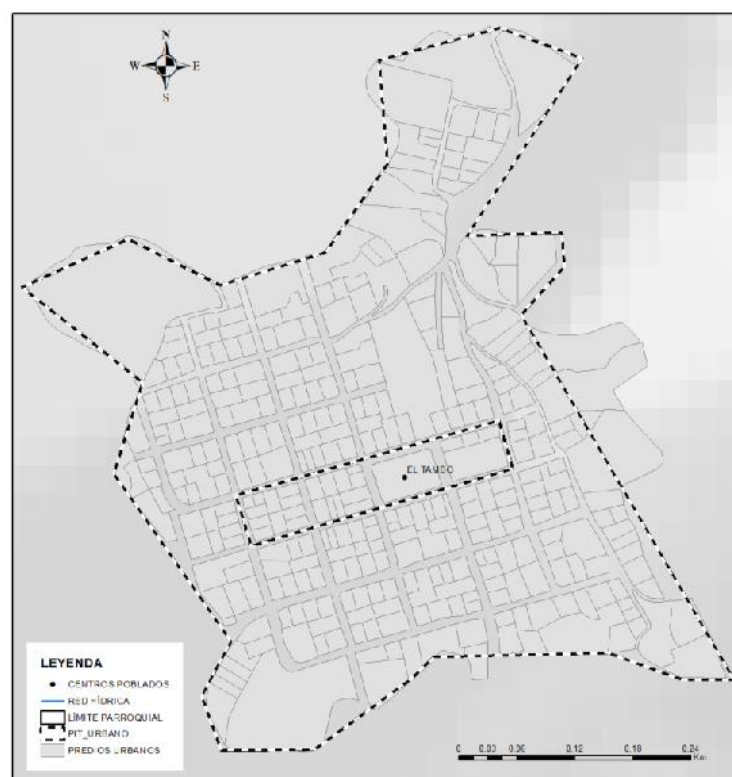 N
W E
S
EL TAMBO
LEYENDA
CENTROS POBLADOS
RED HÍDRICA
LÍMITE PARROQUIAL
PIT_URBANO
PREDIOS URBANOS
0 0.03 0.06 0.12 0.18 0.24
Km